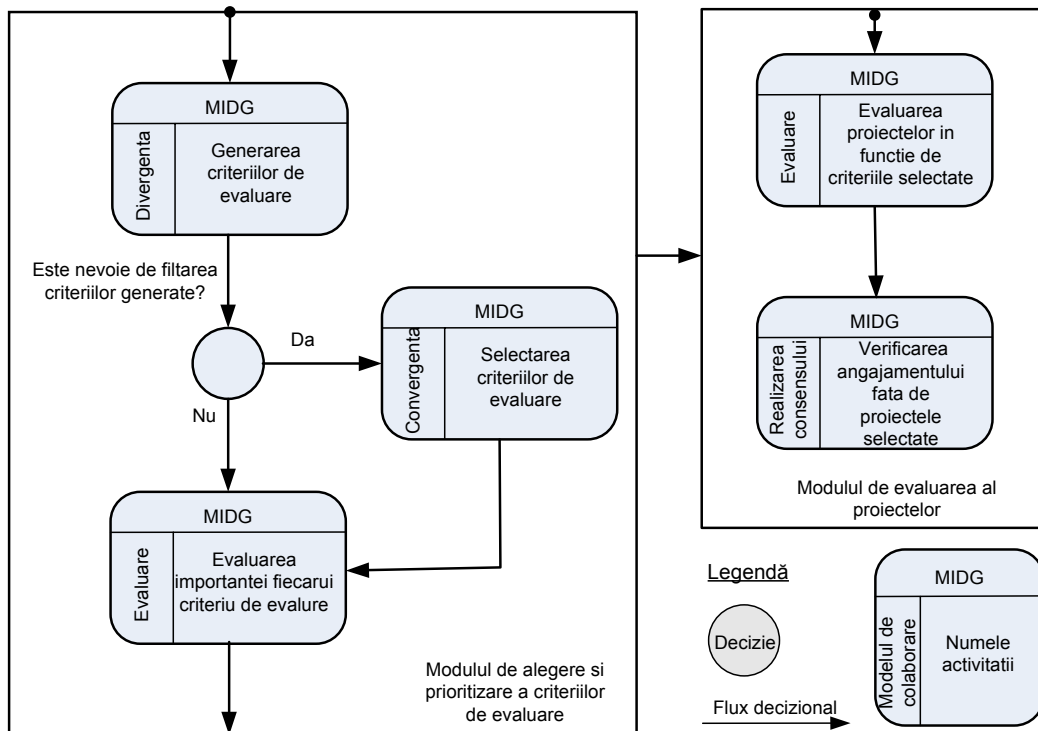 MIDG
Divergenta
Generarea
criteriilor de
evaluare
Este nevoie de filtarea
criteriilor generate?
Da
Nu
MIDG
Convergenta
Selectarea
criteriilor de
evaluare
MIDG
Evaluare
Evaluarea
importantei fiecarui
criteriu de evalure
Modulul de alegere si
prioritizare a criteriilor
de evaluare
MIDG
Evaluare
Evaluarea
proiectelor in
functie de
criteriile selectate
MIDG
Realizarea
consensului
Verificarea
angajamentului
fata de
proiectele
selectate
Modulul de evaluarea al
proiectelor
Legendă
Decizie
Flux decizional
MIDG
Modelul de
colaborare
Numele
activitatii